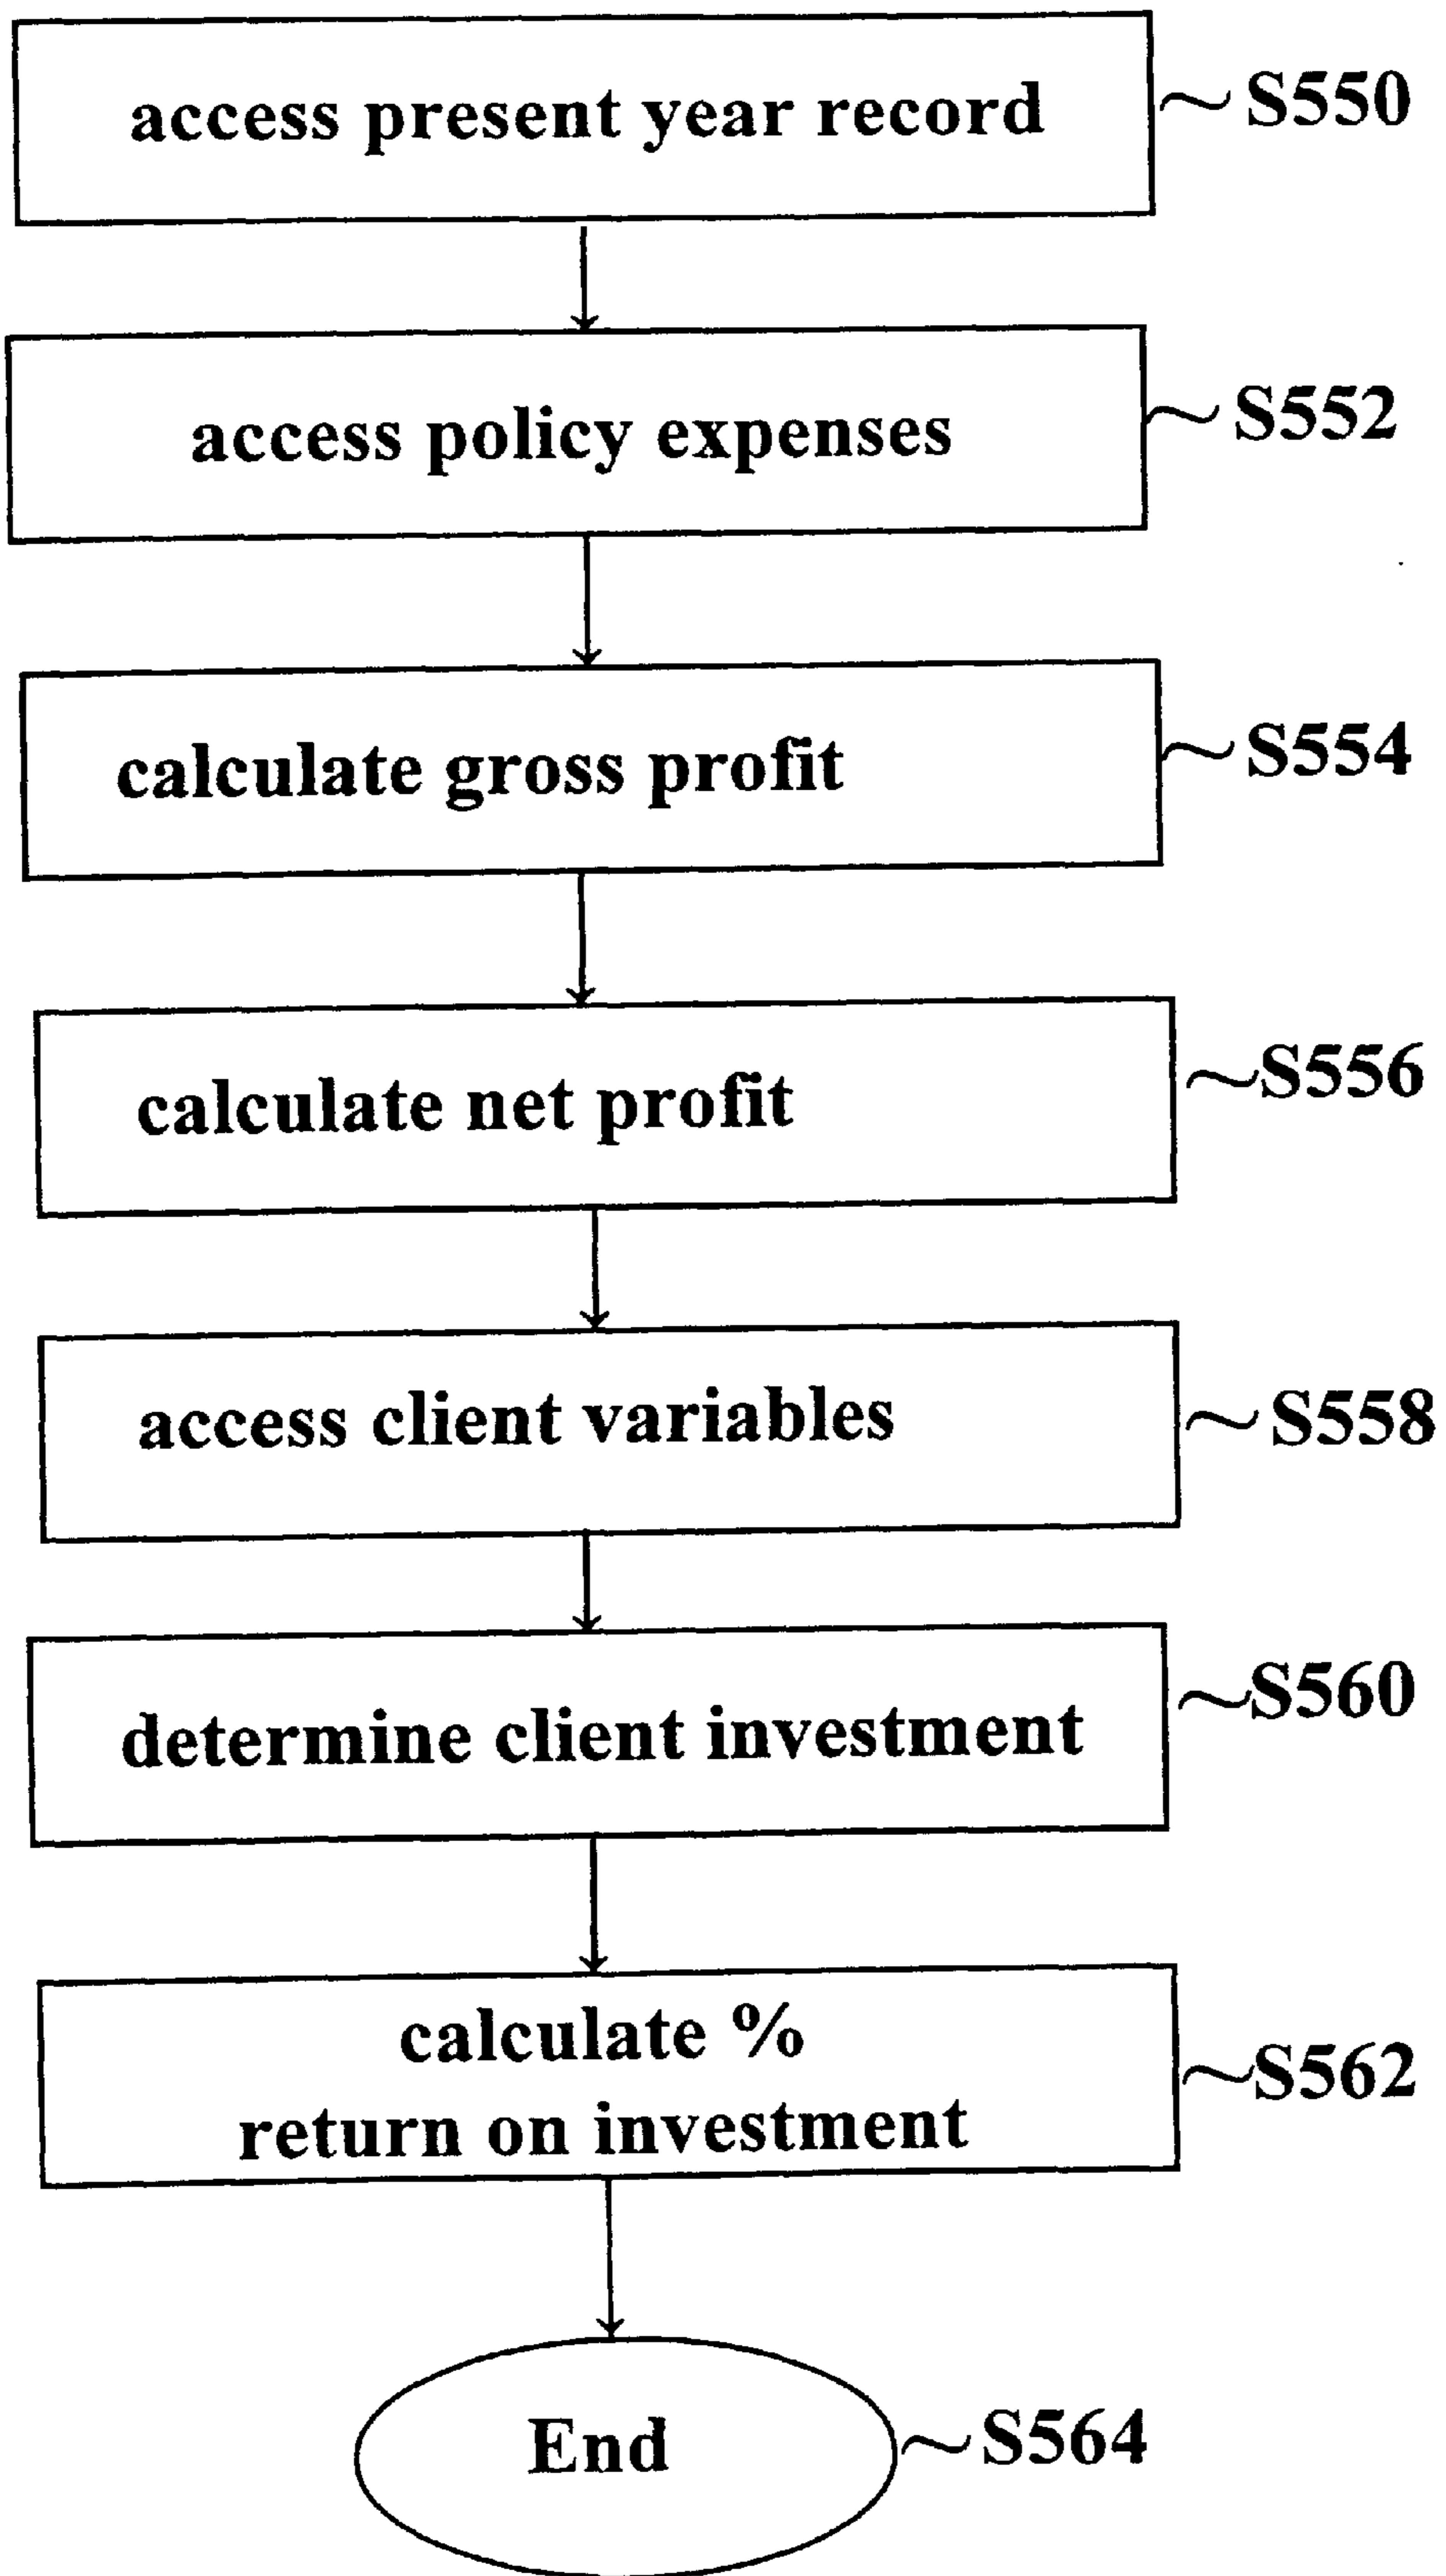 access present year record
S550
access policy expenses
S552
calculate gross profit
S554
calculate net profit
S556
access client variables
S558
determine client investment
S560
calculate %
return on investment
S562
End
S564